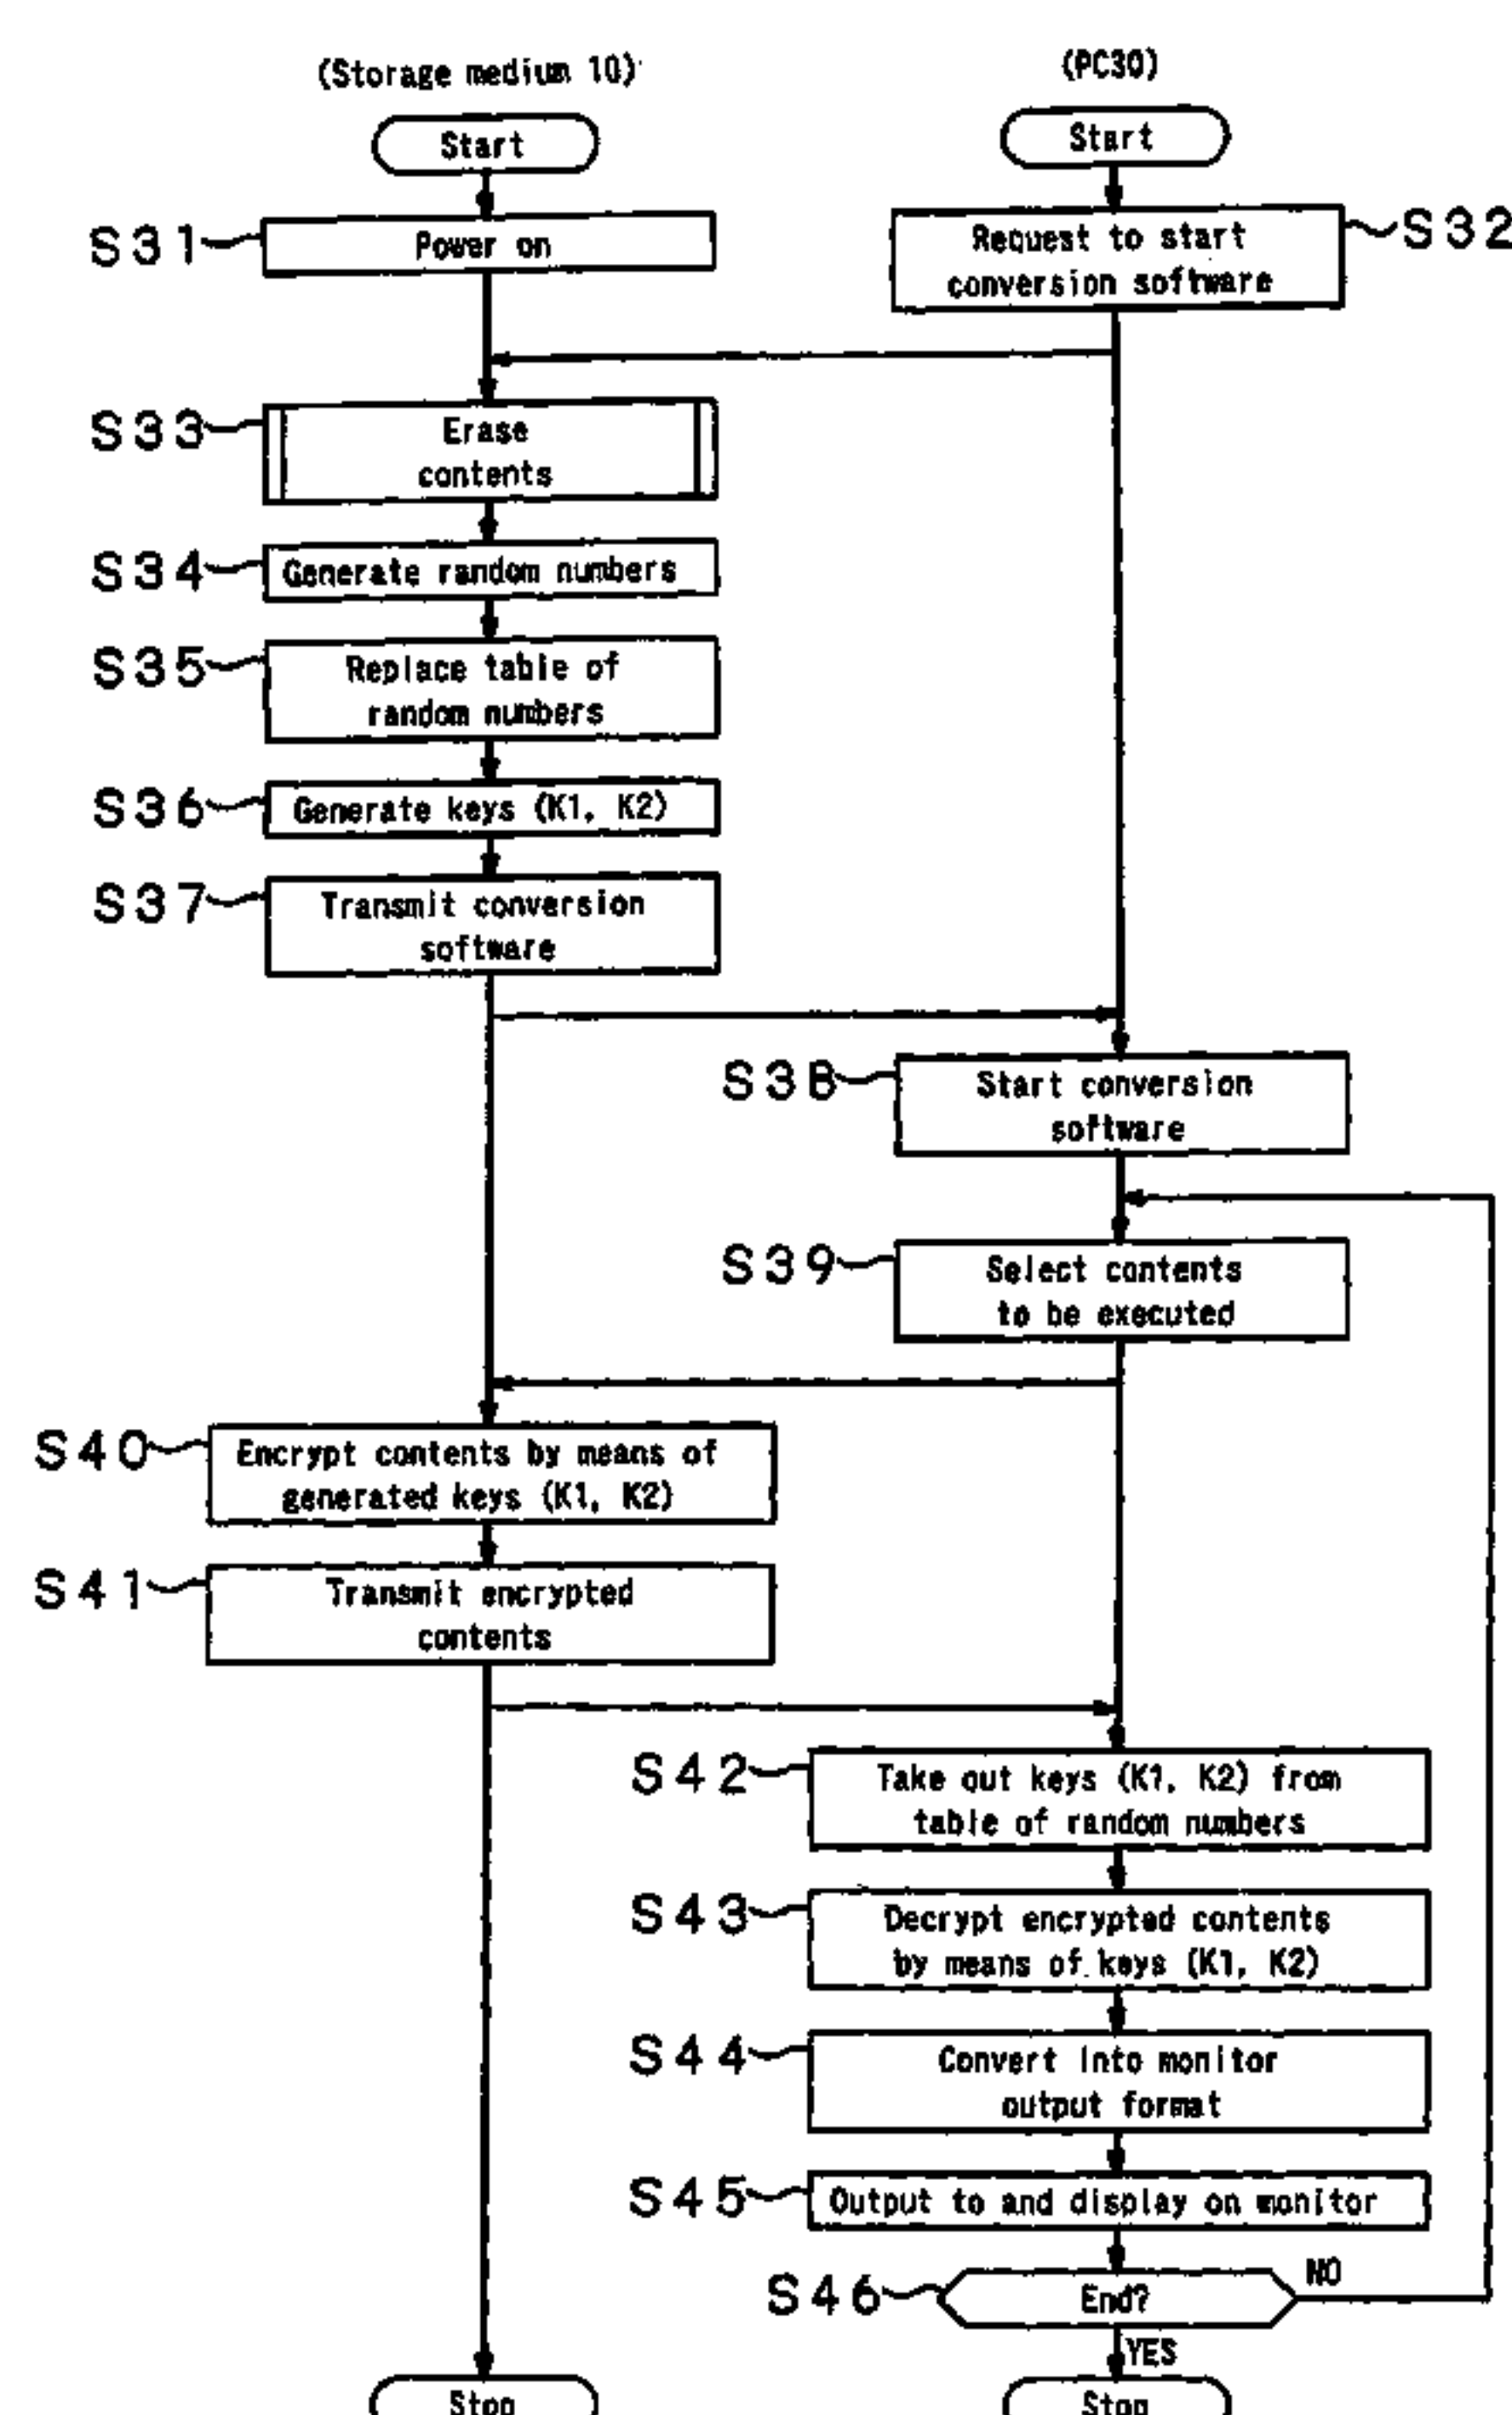 (Storage medium 10)
(PC30)
Start
Start
S31
Power on
Request to start
conversion software
S32
S33
Erase
contents
S34
Generate random numbers
S35
Replace table of
random numbers
S36
Generate keys (K1, K2)
S37
Transmit conversion
software
S38
Start conversion
software
S39
Select contents
to be executed
S40
Encrypt contents by means of
generated keys (K1, K2)
S41
Transmit encrypted
contents
S42
Take out keys (K1, K2) from
table of random numbers
S43
Decrypt encrypted contents
by means of keys (K1, K2)
S44
Convert into monitor
output format
S45
Output to and display on monitor
S46
End?
NO
YES
Stop
Stop